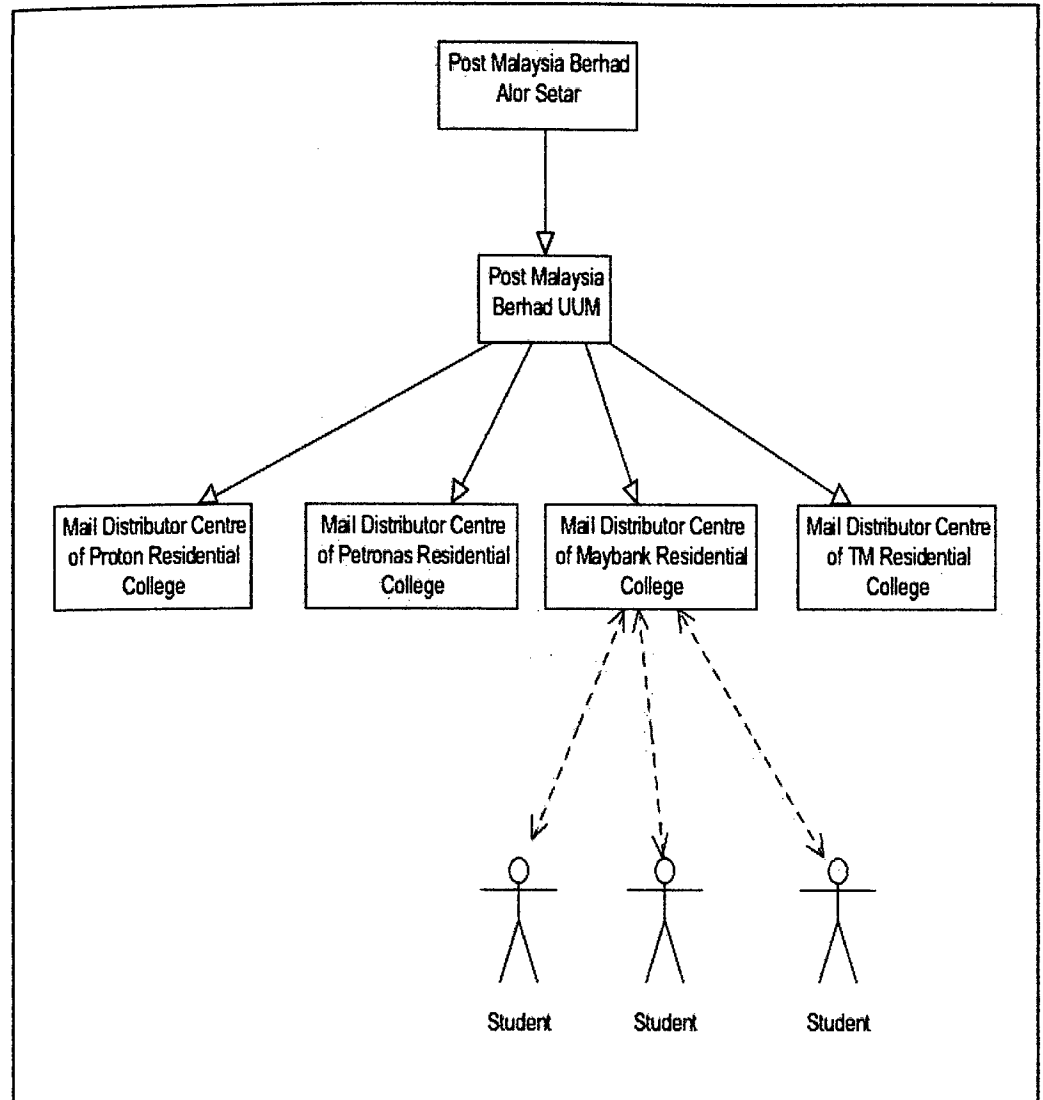 Post Malaysia Berhad
Alor Setar
Post Malaysia
Berhad UUM
Mail Distributor Centre
of Proton Residential
College
Mail Distributor Centre
of Petronas Residential
College
Mail Distributor Centre
of Maybank Residential
College
Mail Distributor Centre
of TM Residential
College
Student
Student
Student